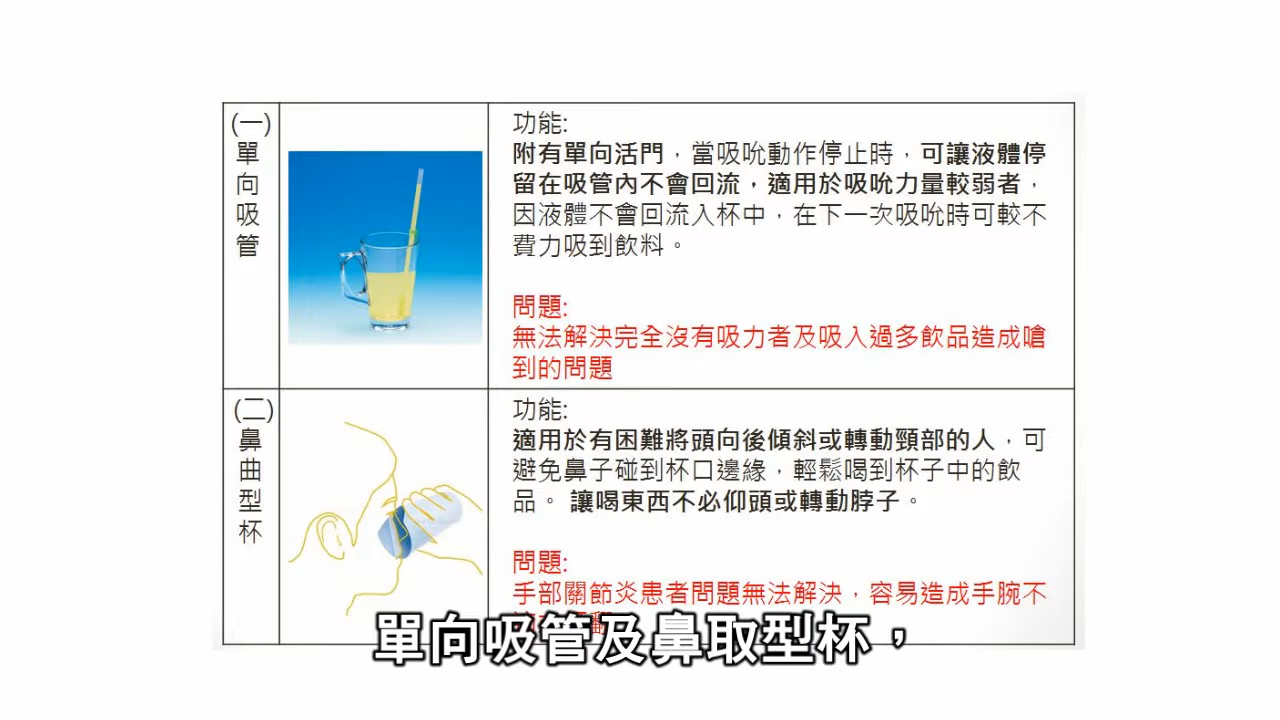 (一)
單
向
吸
管
功能:
附有單向活門，當吸吮動作停止時，可讓液體停
留在吸管內不會回流，適用於吸吮力量較弱者，
因液體不會回流入杯中，在下一次吸吮時可較不
費力吸到飲料。
問題:
無法解決完全沒有吸力者及吸入過多飲品造成嗆
到的問題
(二)
鼻
曲
型
杯
功能:
適用於有困難將頭向後傾斜或轉動頸部的人，可
避免鼻子碰到杯口邊緣，輕鬆喝到杯子中的飲
品。 讓喝東西不必仰頭或轉動脖子。
問題:
手部關節炎患者問題無法解決，容易造成手腕不
單向吸管及鼻取型杯，